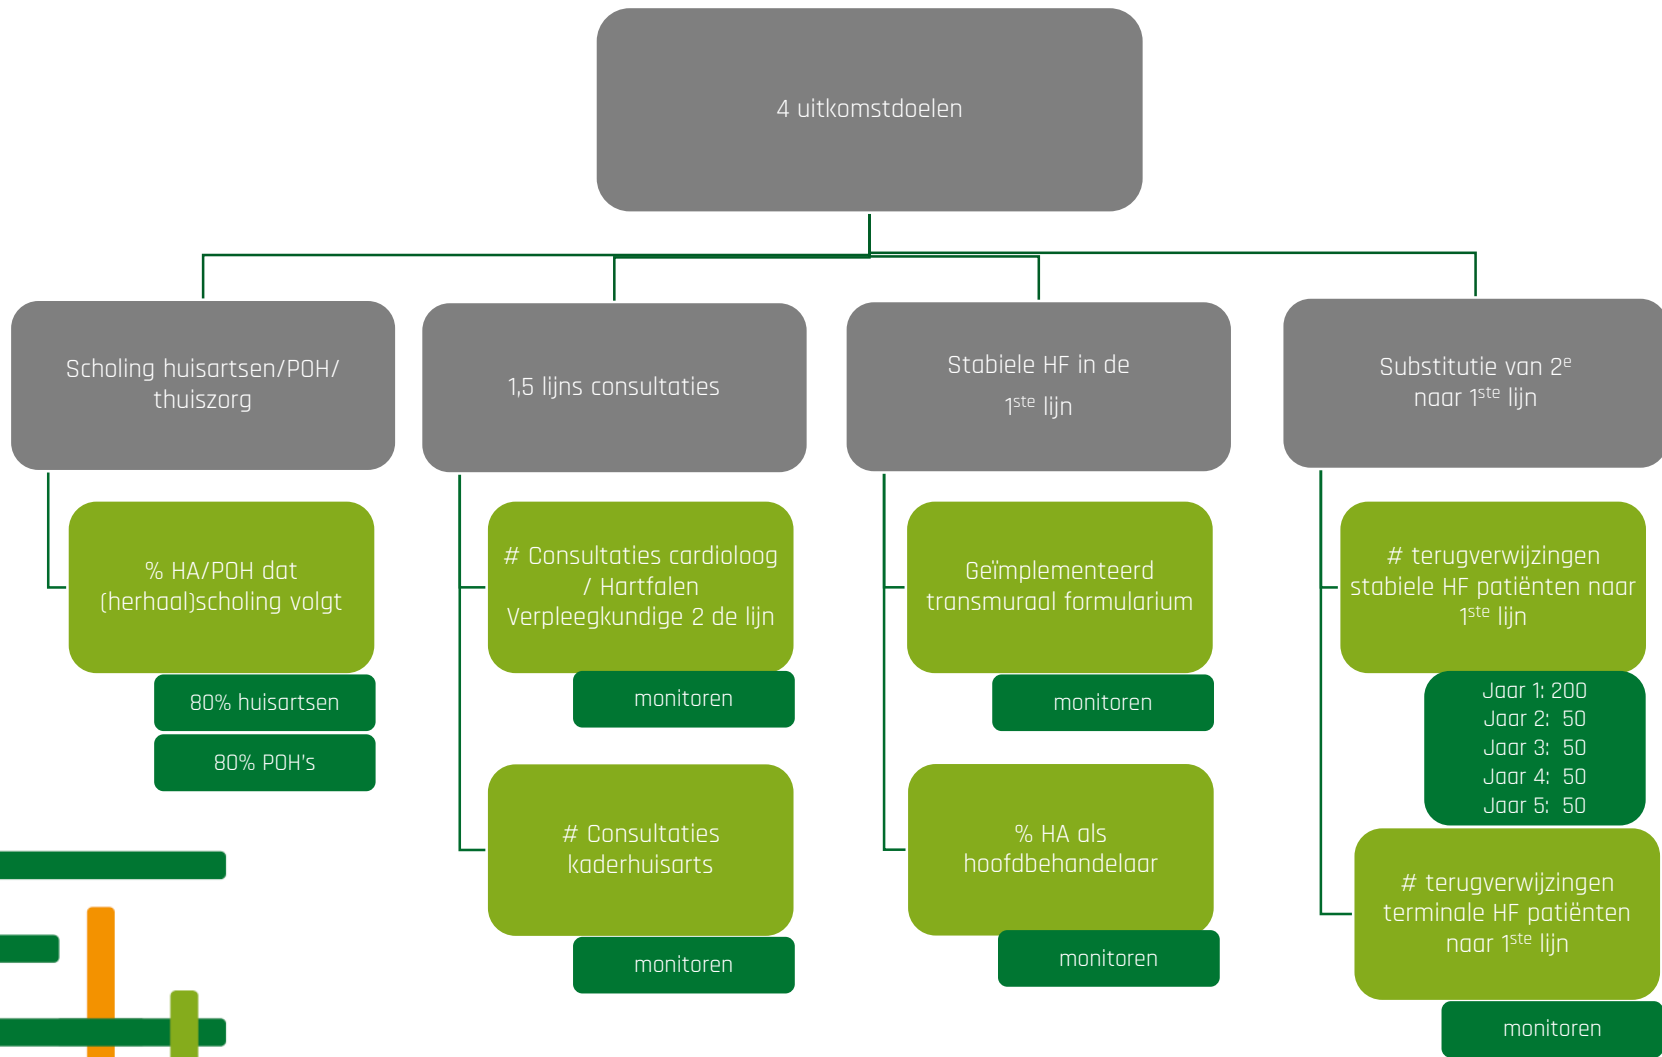 4 uitkomstdoelen
Scholing huisartsen/POH/
thuiszorg
% HA/POH dat
(herhaal)scholing volgt
80% huisartsen
80% POH's
1,5 lijns consultaties
# Consultaties cardioloog
/ Hartfalen
Verpleegkundige 2 de lijn
monitoren
# Consultaties
kaderhuisarts
monitoren
Stabiele HF in de
1ste lijn
Geïmplementeerd
transmuraal formularium
monitoren
% HA als
hoofdbehandelaar
monitoren
Substitutie van 2e
naar 1ste lijn
# terugverwijzingen
stabiele HF patiënten naar
1ste lijn
Jaar 1: 200
Jaar 2: 50
Jaar 3: 50
Jaar 4: 50
Jaar 5: 50
# terugverwijzingen
terminale HF patiënten
naar 1ste lijn
monitoren